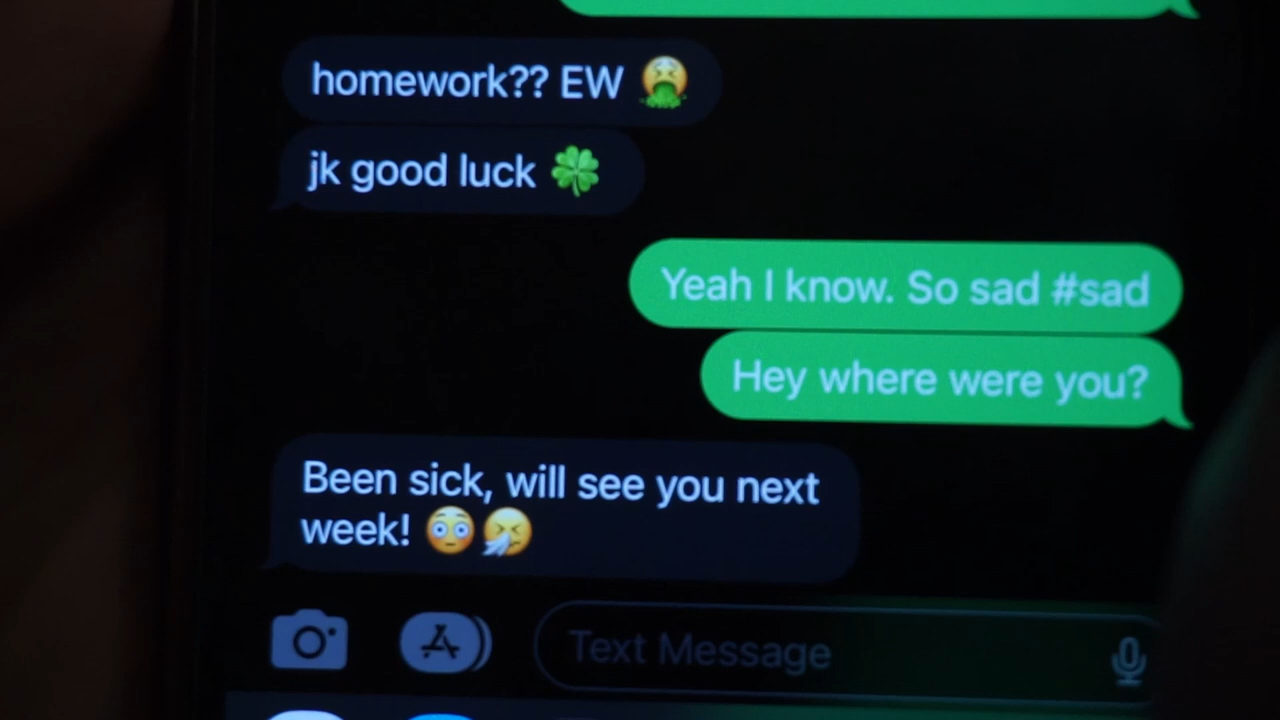 homework?? EW 🤮
jk good luck 🍀
Yeah I know. So sad #sad
Hey where were you?
Been sick, will see you next
week! 😳🤧
Text Message